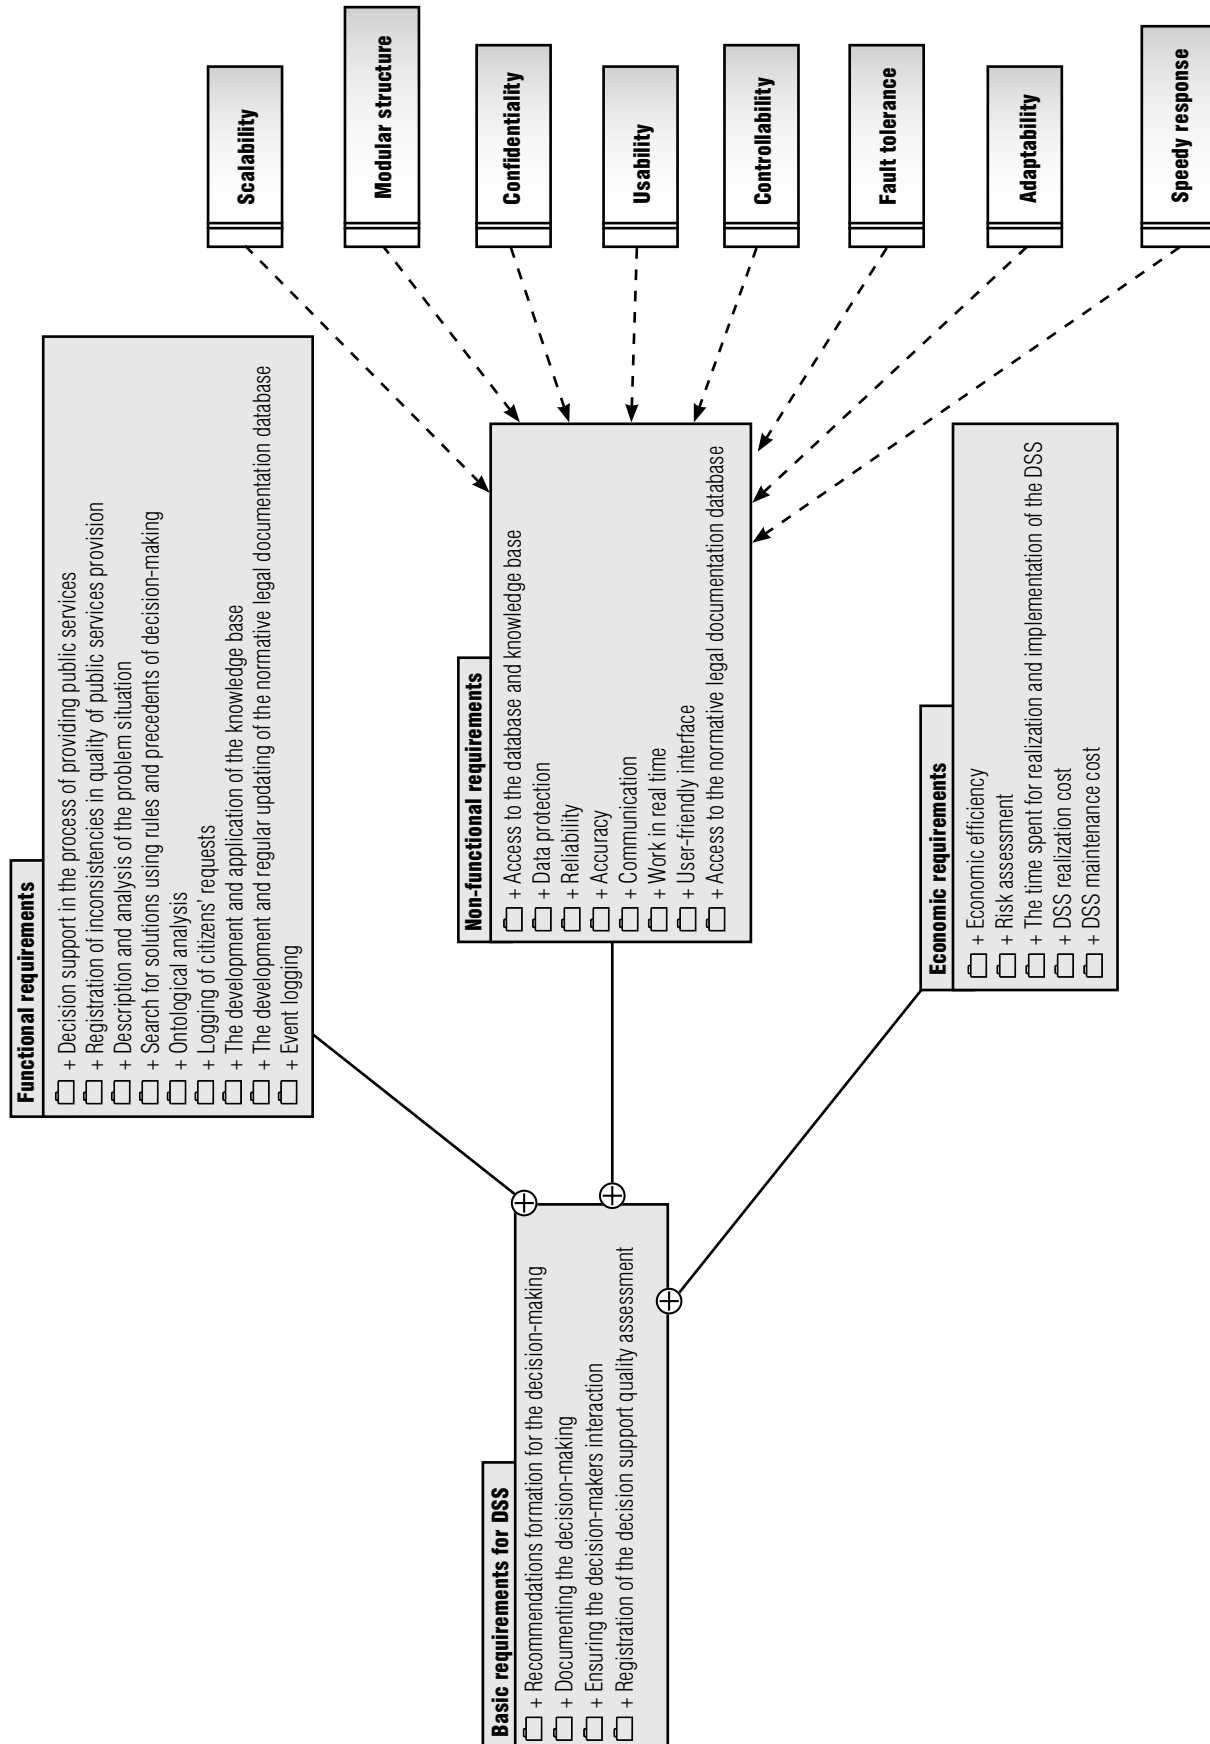 Basic requirements for DSS
+ Recommendations formation for the decision-making
+ Documenting the decision-making
+ Ensuring the decision-makers interaction
+ Registration of the decision support quality assessment
Functional requirements
+ Decision support in the process of providing public services
+ Registration of inconsistencies in quality of public services provision
+ Description and analysis of the problem situation
+ Search for solutions using rules and precedents of decision-making
+ Ontological analysis
+ Logging of citizens' requests
+ The development and application of the knowledge base
+ The development and regular updating of the normative legal documentation database
+ Event logging
Non-functional requirements
+ Access to the database and knowledge base
+ Data protection
+ Reliability
+ Accuracy
+ Communication
+ Work in real time
+ User-friendly interface
+ Access to the normative legal documentation database
Economic requirements
+ Economic efficiency
+ Risk assessment
+ The time spent for realization and implementation of the DSS
+ DSS realization cost
+ DSS maintenance cost
Scalability
Modular structure
Confidentiality
Usability
Controllability
Fault tolerance
Adaptability
Speedy response